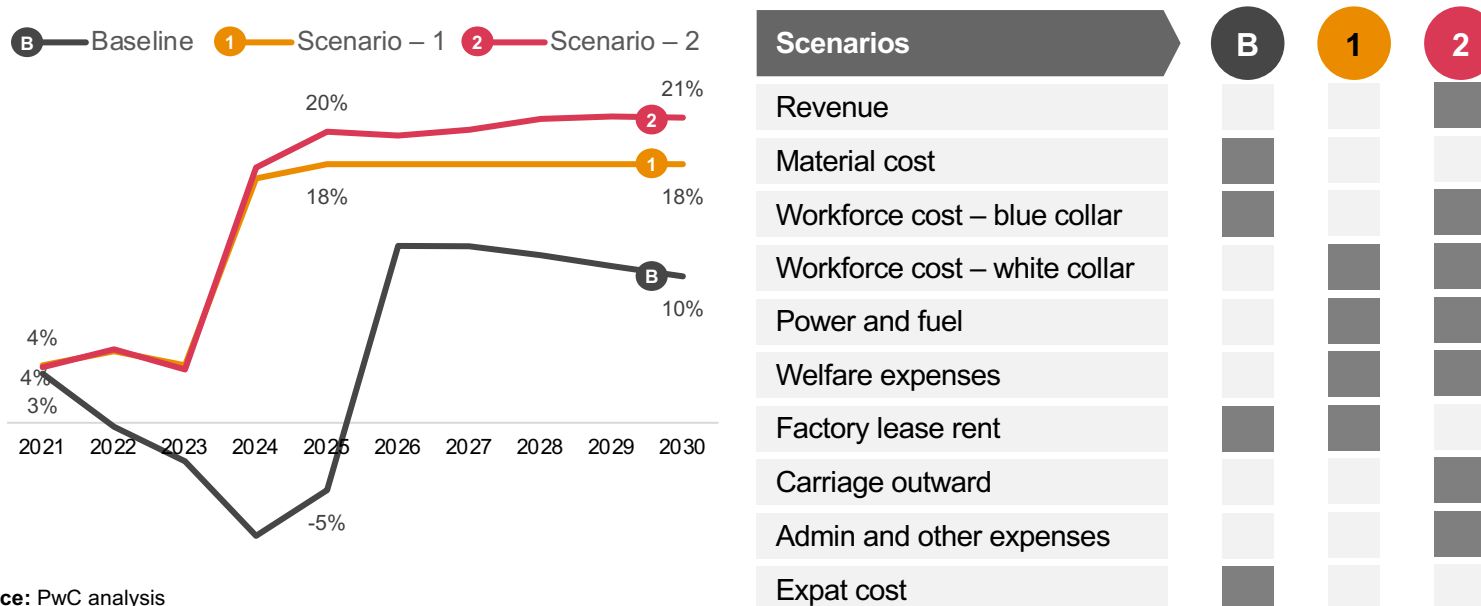 B Baseline 1 Scenario – 1 2 Scenario – 2
21%
20%
2
1
18%
18%
B
10%
4%
4%
3%
2021 2022 2023 2024 2025 2026 2027 2028 2029 2030
-5%
ce: PwC analysis
Scenarios B 1 2
Revenue
Material cost
Workforce cost – blue collar
Workforce cost – white collar
Power and fuel
Welfare expenses
Factory lease rent
Carriage outward
Admin and other expenses
Expat cost